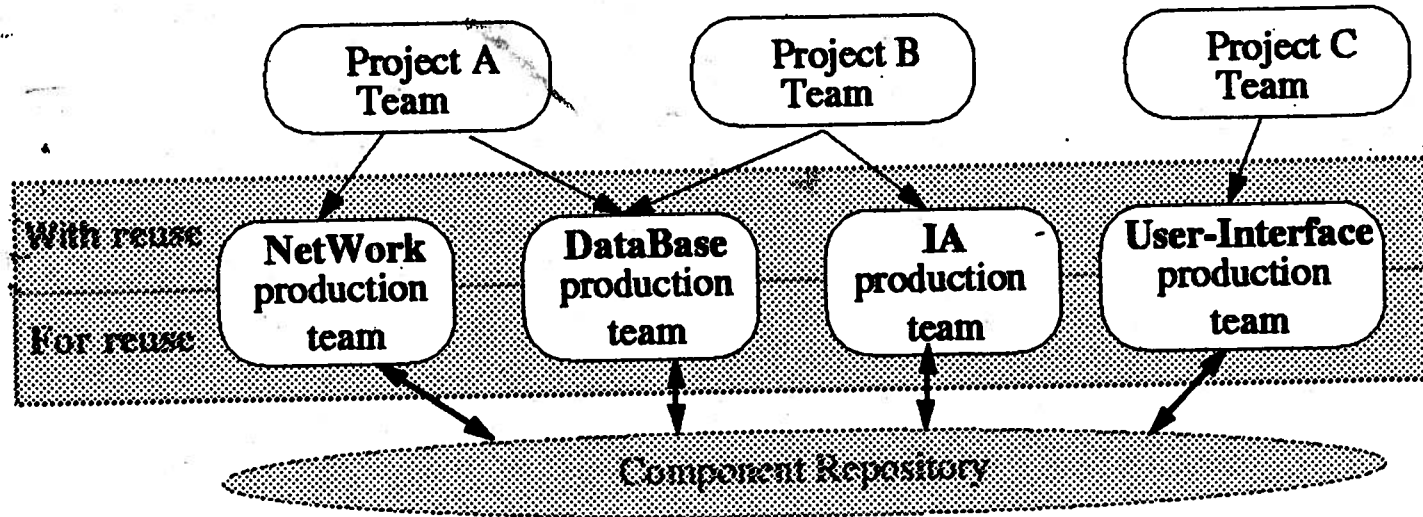 Project A
Team
Project B
Team
Project C
Team
With reuse
NetWork
production
team
DataBase
production
team
IA
production
team
User-Interface
production
team
For reuse
Component Repository